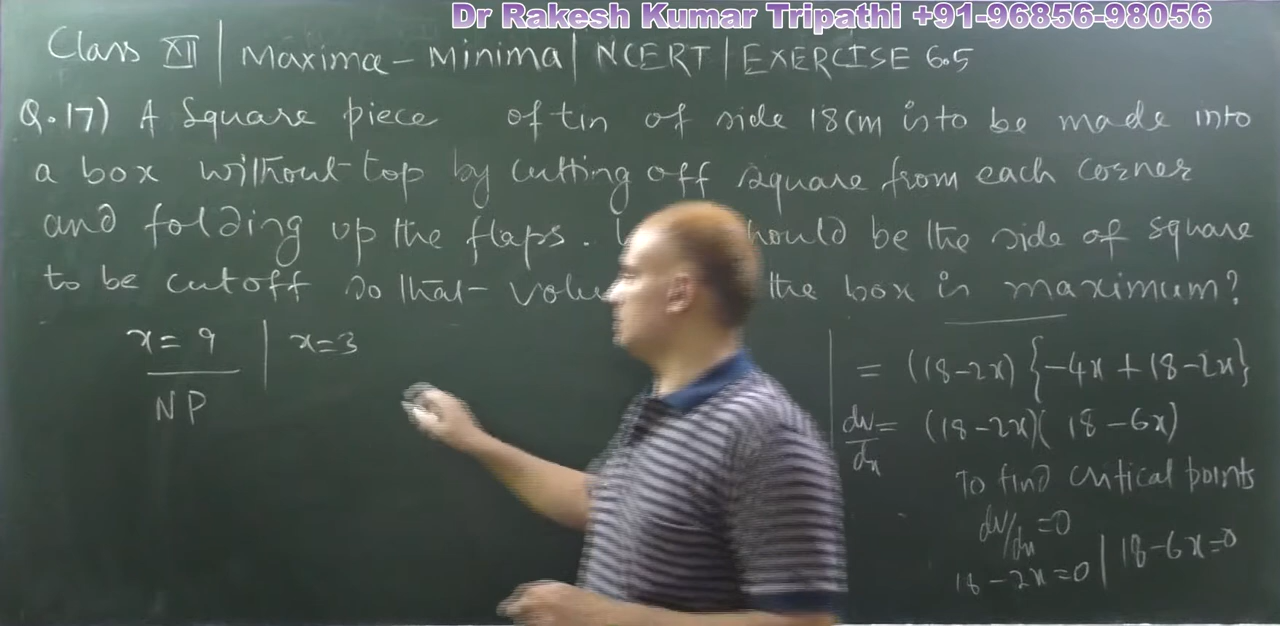 Dr Rakesh Kumar Tripathi +91-96856-98056
Class XII | Maxima - Minima | NCERT | EXERCISE 6.5
Q.17) A Square piece of tin of side 18cm is to be made into
a box without top by cutting off square from each corner
and folding up the flaps. hould be the side of square
to be cutoff so that volu the box is maximum?
x = 9 | x=3
NP
= (18-2x) {-4x + 18-2x}
dv/dx = (18-2x)( 18-6x)
To find critical points
dv/dx = 0
18-2x=0 | 18-6x=0